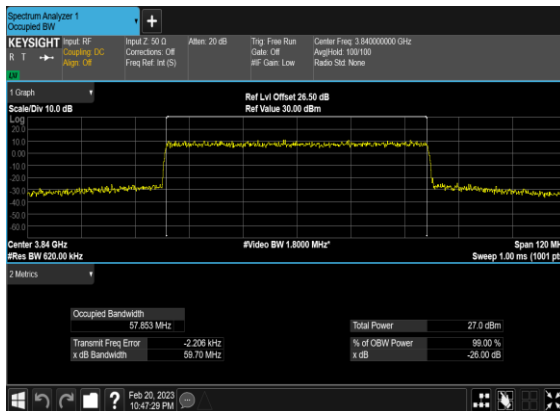 Spectrum Analyzer 1
Occupied BW
KEYSIGHT
R T
Input: RF
Coupling: DC
Align: Off
Input Z: 50 Ω
Corrections: Off
Freq Ref: Int (S)
Atten: 20 dB
Trig: Free Run
Gate: Off
#IF Gain: Low
Center Freq: 3.840000000 GHz
Avg|Hold: 100/100
Radio Std: None
1 Graph
Scale/Div 10.0 dB
Ref Lvl Offset 26.50 dB
Ref Value 30.00 dBm
Log
20.0
10.0
0.00
-10.0
-20.0
-30.0
-40.0
-50.0
-60.0
Center 3.84 GHz
#Res BW 620.00 kHz
#Video BW 1.8000 MHz*
Span 120 MH
Sweep 1.00 ms (1001 pts
2 Metrics
Occupied Bandwidth
57.853 MHz
Transmit Freq Error -2.206 kHz
x dB Bandwidth 59.70 MHz
Total Power 27.0 dBm
% of OBW Power 99.00 %
x dB -26.00 dB
Feb 20, 2023
10:47:29 PM